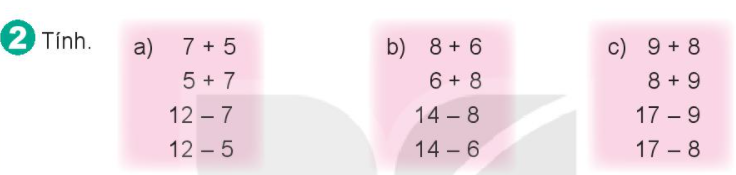 2 Tính.
a) 7 + 5
5 + 7
12 – 7
12 – 5
b) 8 + 6
6 + 8
14 – 8
14 – 6
c) 9 + 8
8 + 9
17 – 9
17 – 8